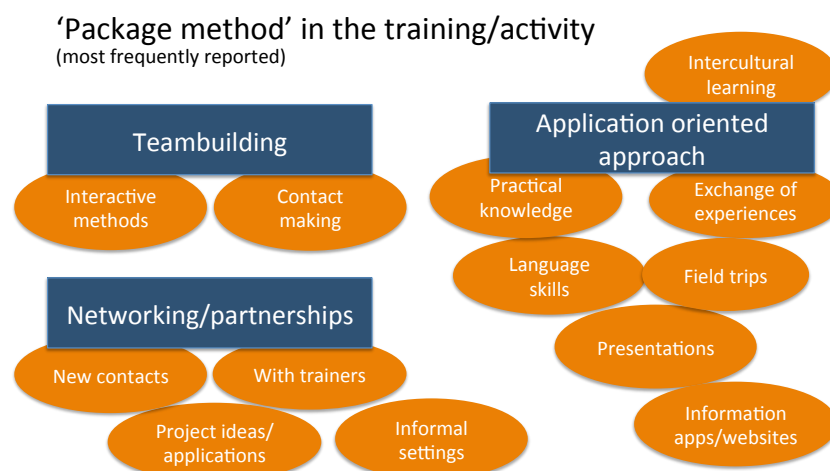 ‘Package method’ in the training/activity
(most frequently reported)
Teambuilding
Interactive
methods
Contact
making
Networking/partnerships
New contacts
With trainers
Project ideas/
applications
Informal
settings
Intercultural
learning
Application oriented
approach
Practical
knowledge
Exchange of
experiences
Language
skills
Field trips
Presentations
Information
apps/websites